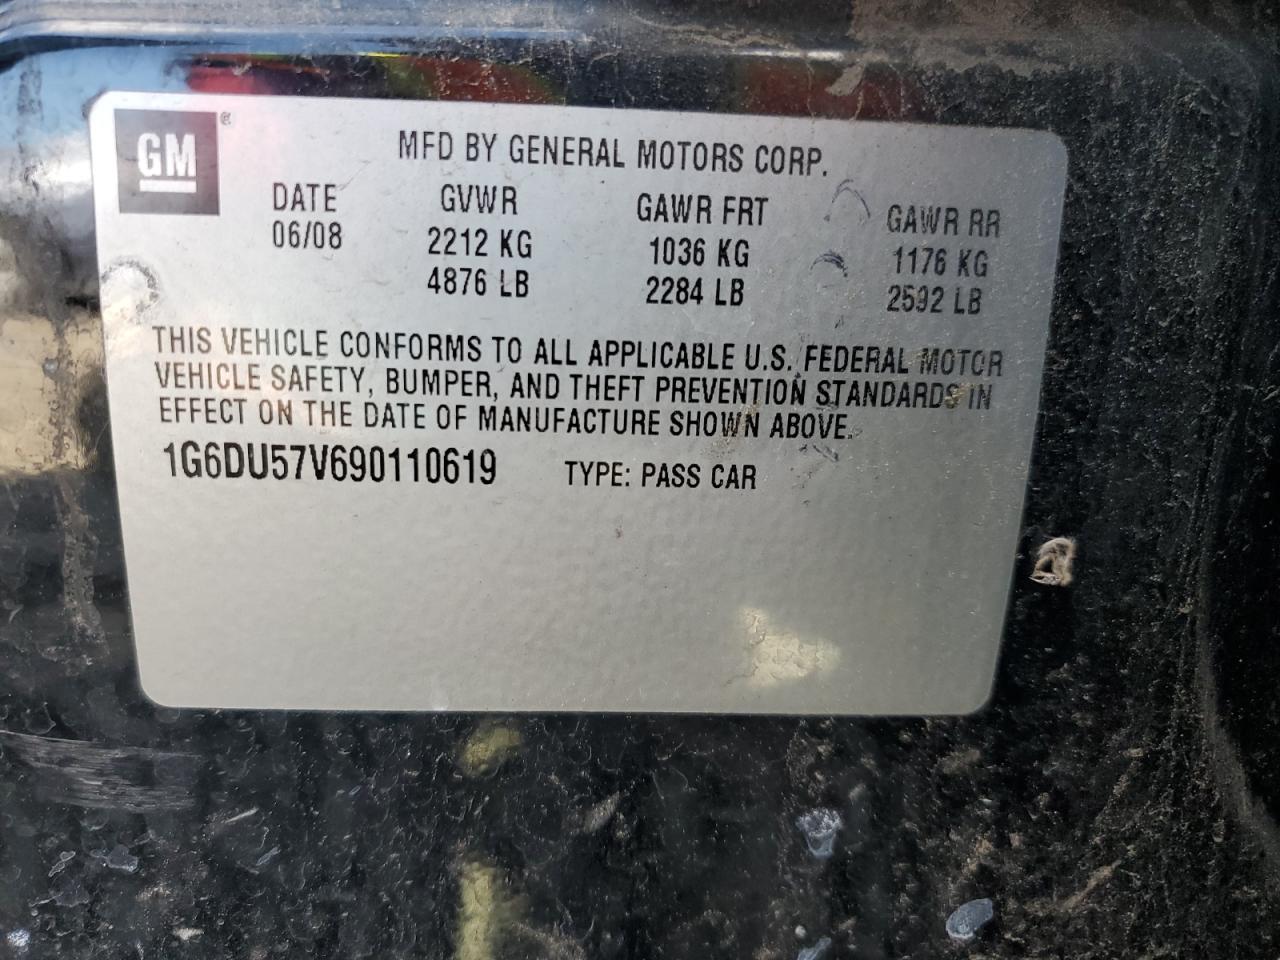 GM®
MFD BY GENERAL MOTORS CORP.
DATE GVWR GAWR FRT GAWR RR
06/08 2212 KG 1036 KG 1176 KG
4876 LB 2284 LB 2592 LB
THIS VEHICLE CONFORMS TO ALL APPLICABLE U.S. FEDERAL MOTOR
VEHICLE SAFETY, BUMPER, AND THEFT PREVENTION STANDARDS IN
EFFECT ON THE DATE OF MANUFACTURE SHOWN ABOVE.
1G6DU57V690110619 TYPE: PASS CAR